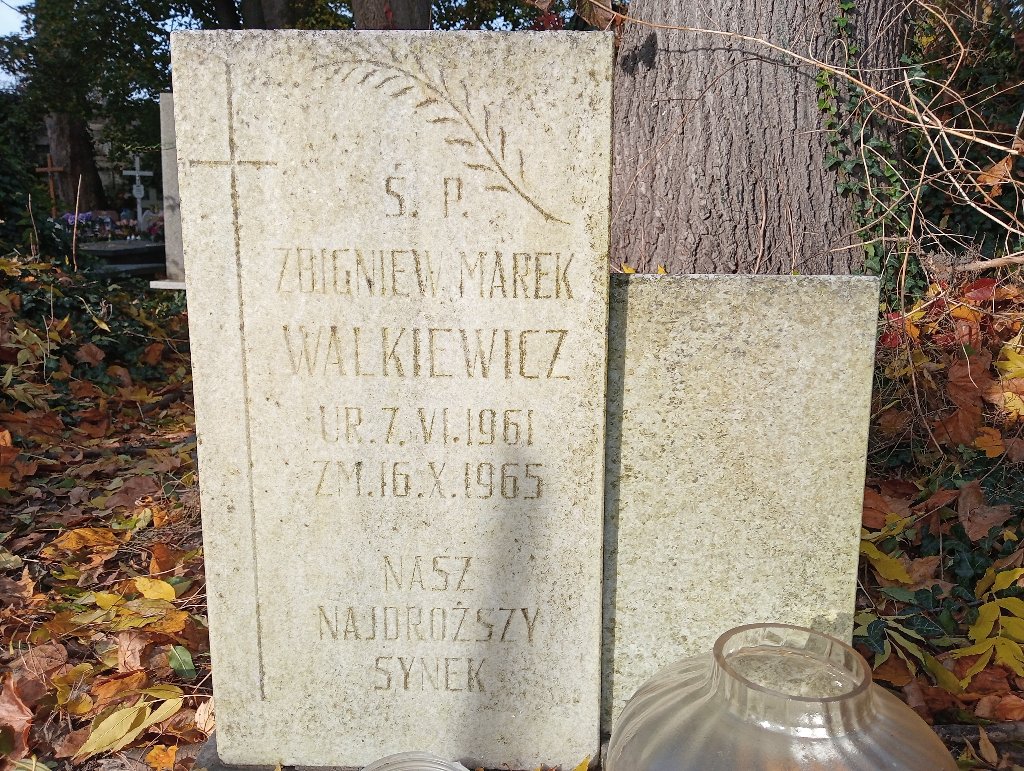 Ś. P.
ZBIGNIEW MAREK
WALKIEWICZ
UR. 7. VI. 1961
ZM. 16. X. 1965
NASZ
NAJDROŻSZY
SYNEK